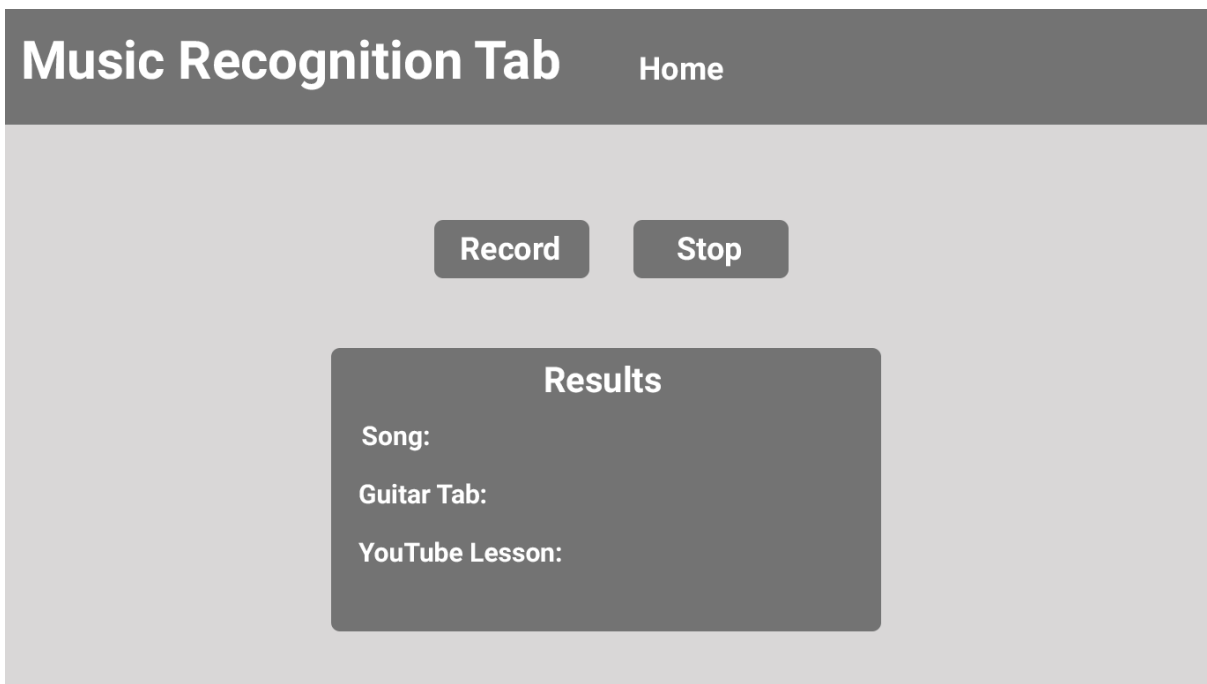 Music Recognition Tab Home
Record Stop
Results
Song:
Guitar Tab:
YouTube Lesson: